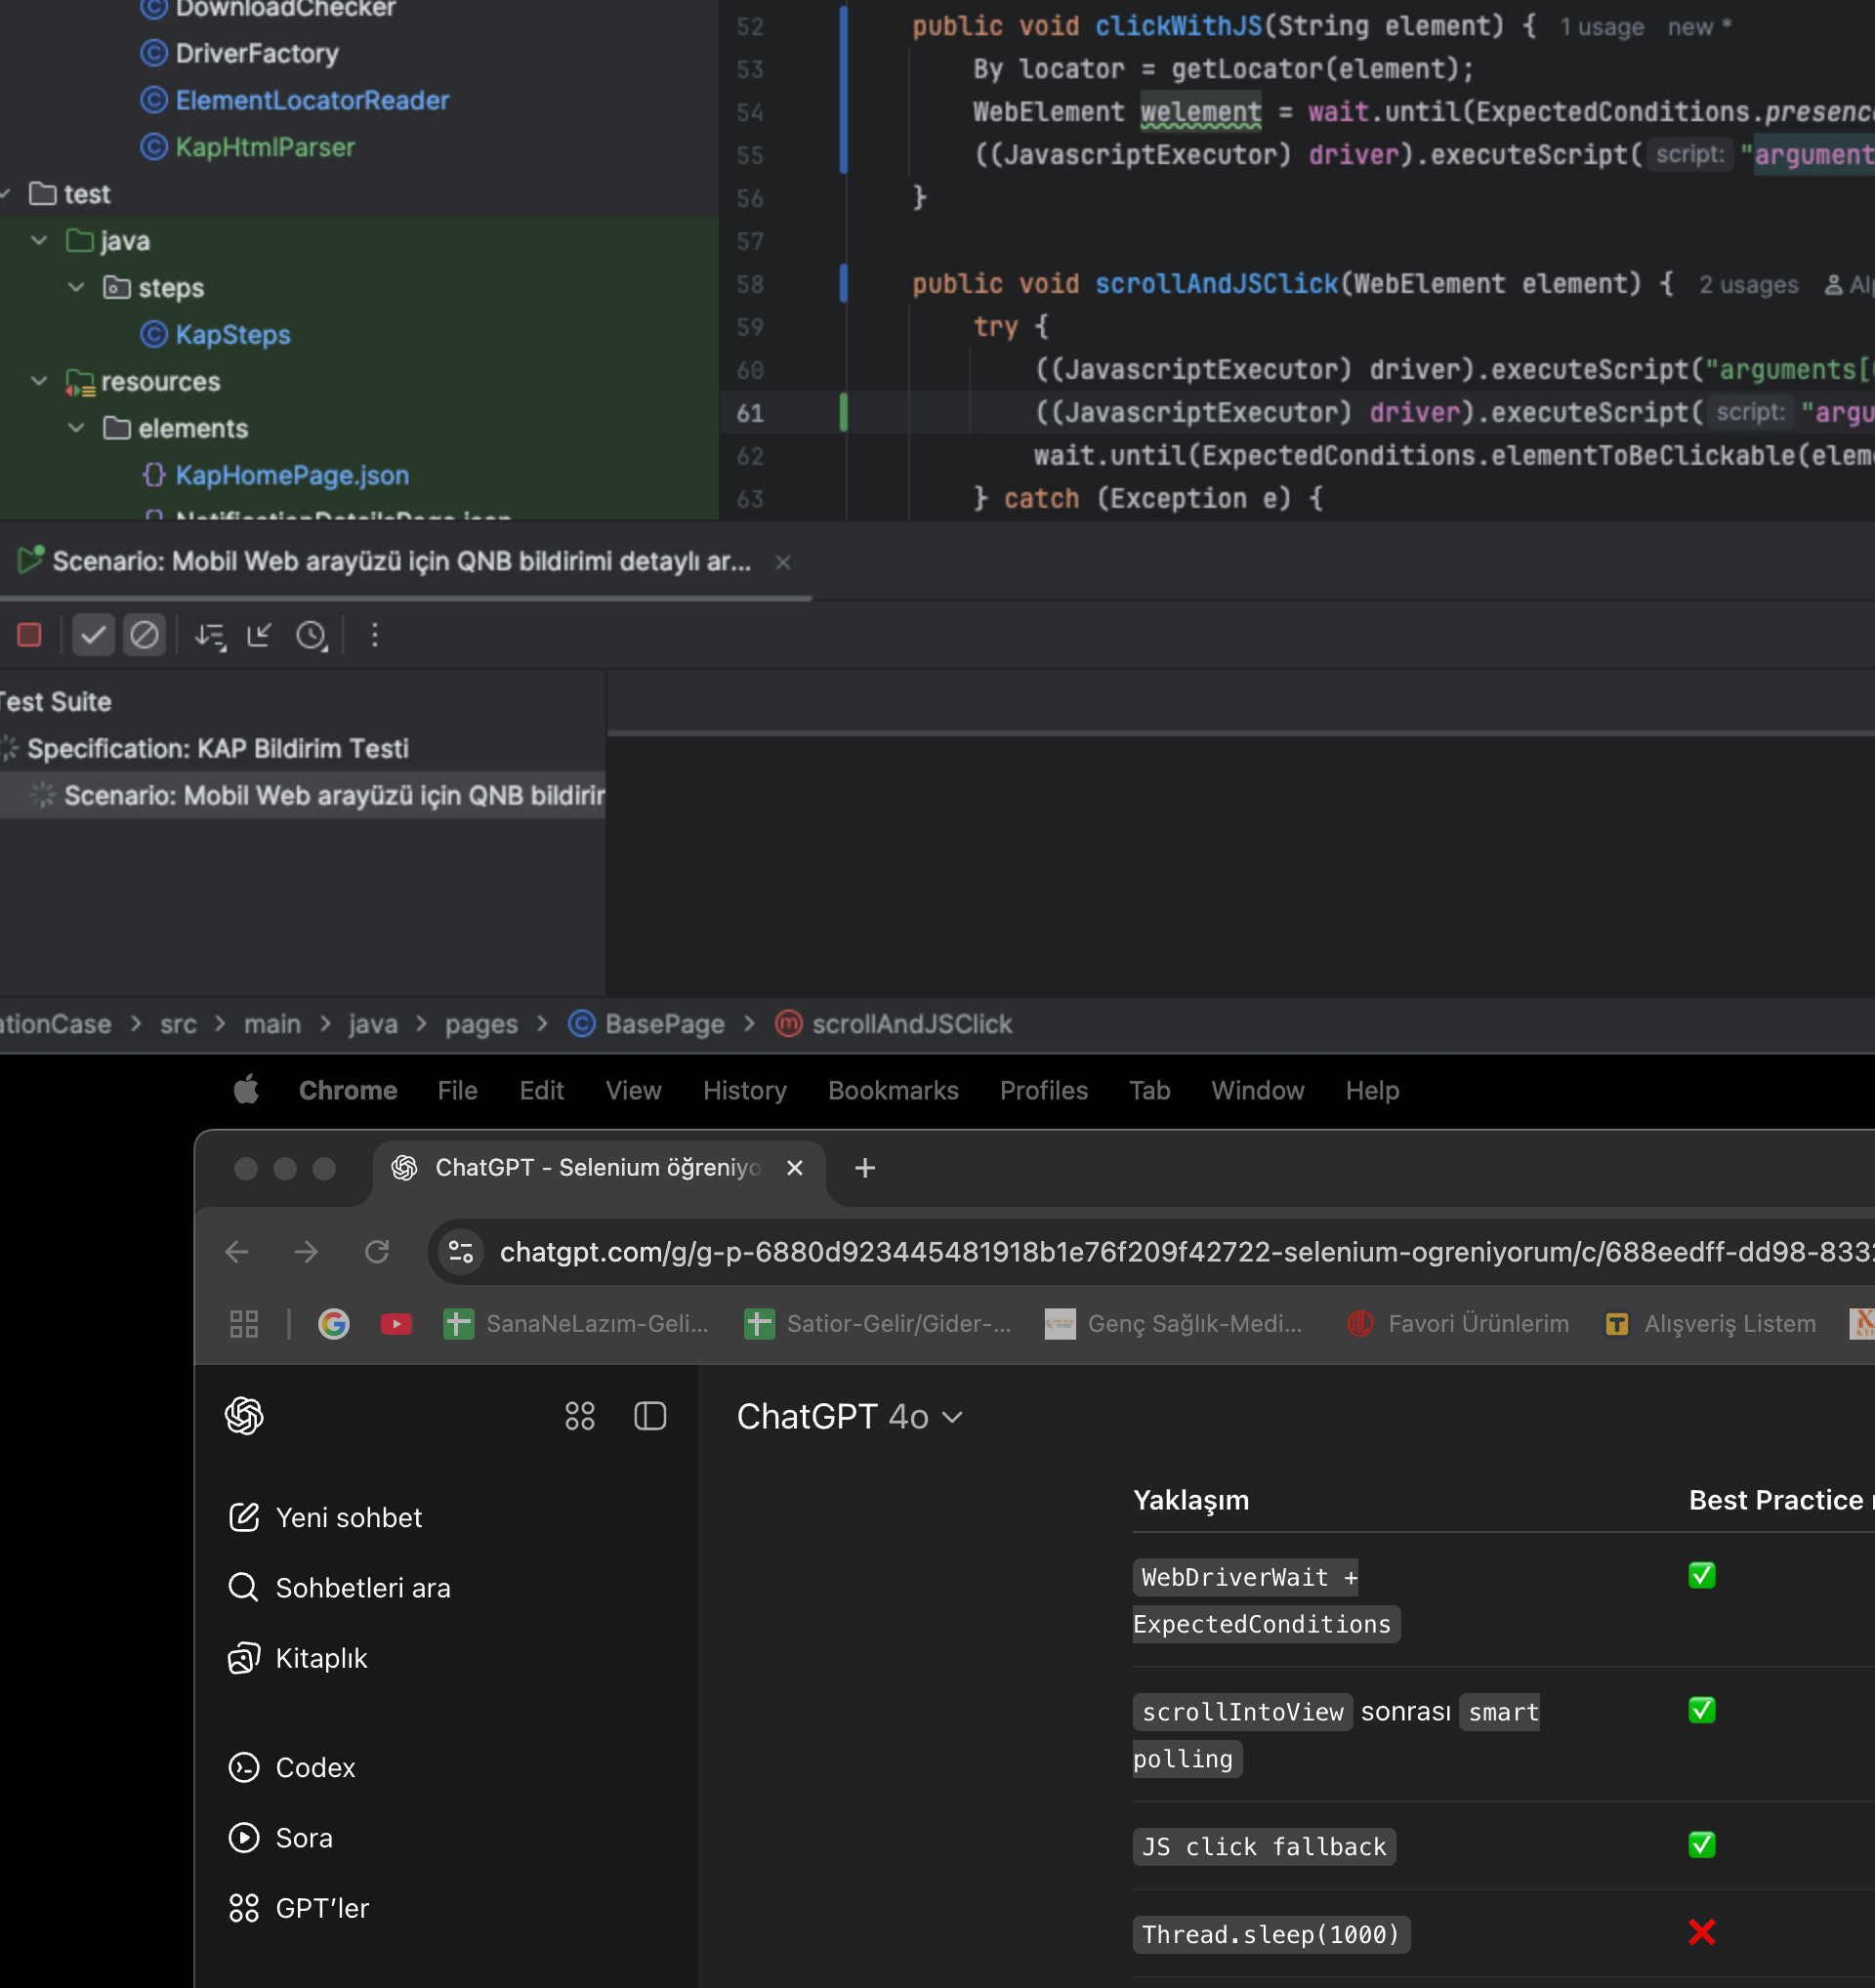 DownloadChecker
DriverFactory
ElementLocatorReader
KapHtmlParser
test
java
steps
KapSteps
resources
elements
KapHomePage.json
NotificationDetailsPage.json
52 public void clickWithJS(String element) { 1 usage new *
53 By locator = getLocator(element);
54 WebElement welement = wait.until(ExpectedConditions.presenc
55 ((JavascriptExecutor) driver).executeScript( script: "argument
56 }
57
58 public void scrollAndJSClick(WebElement element) { 2 usages Alp
59 try {
60 ((JavascriptExecutor) driver).executeScript("arguments[
61 ((JavascriptExecutor) driver).executeScript( script: "argu
62 wait.until(ExpectedConditions.elementToBeClickable(elem
63 } catch (Exception e) {
Scenario: Mobil Web arayüzü için QNB bildirimi detaylı ar...
Test Suite
Specification: KAP Bildirim Testi
Scenario: Mobil Web arayüzü için QNB bildirir
ationCase > src > main > java > pages > BasePage > scrollAndJSClick
Chrome File Edit View History Bookmarks Profiles Tab Window Help
ChatGPT - Selenium öğreniyo
chatgpt.com/g/g-p-6880d923445481918b1e76f209f42722-selenium-ogreniyorum/c/688eedff-dd98-833
SanaNeLazım-Geli... Satior-Gelir/Gider-... Genç Sağlık-Medi... Favori Ürünlerim Alışveriş Listem
ChatGPT 4o
Yeni sohbet
Sohbetleri ara
Kitaplık
Codex
Sora
GPT'ler
Yaklaşım Best Practice
WebDriverWait +
ExpectedConditions
scrollIntoView sonrası smart
polling
JS click fallback
Thread.sleep(1000)